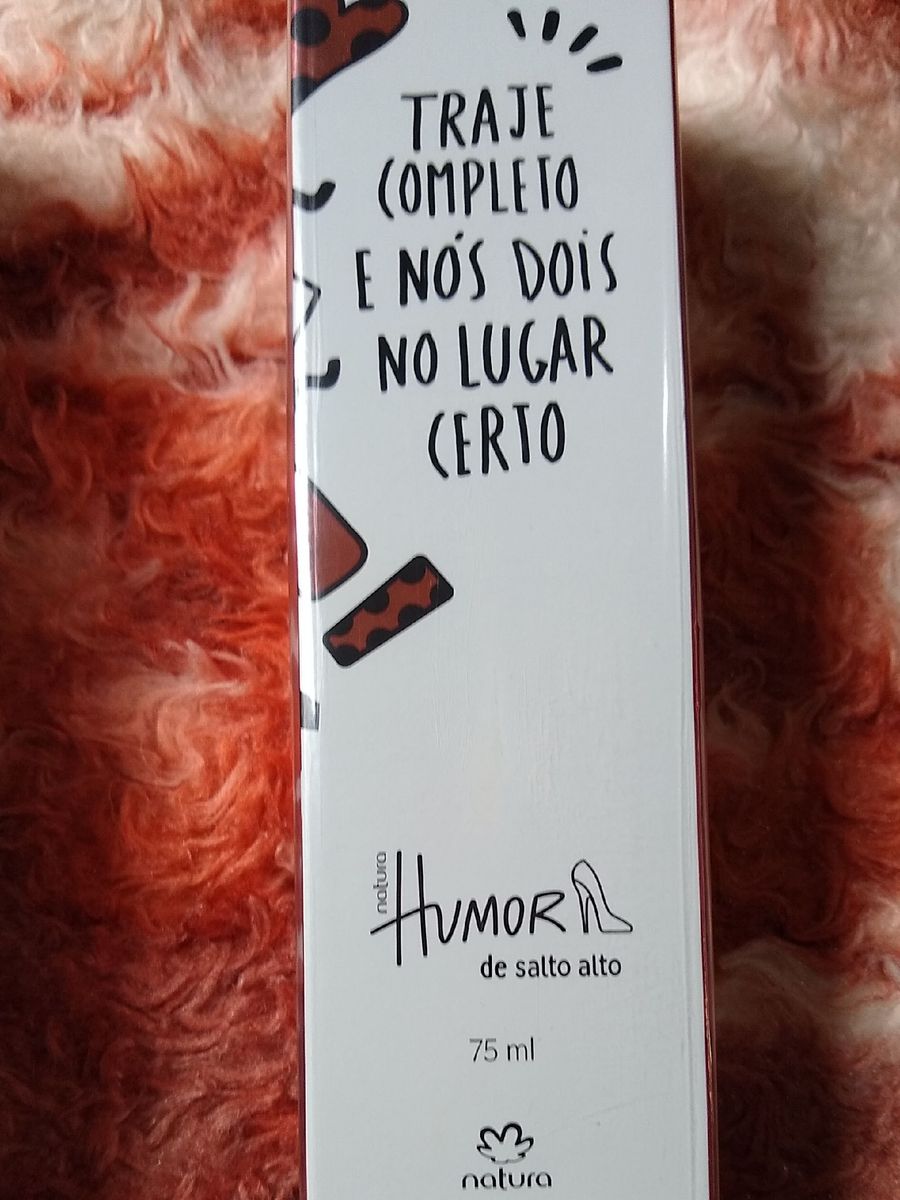 TRAJE
COMPLETO
E NÓS DOIS
NO LUGAR
CERTO
natura
HUMOR
de salto alto
75 ml
natura